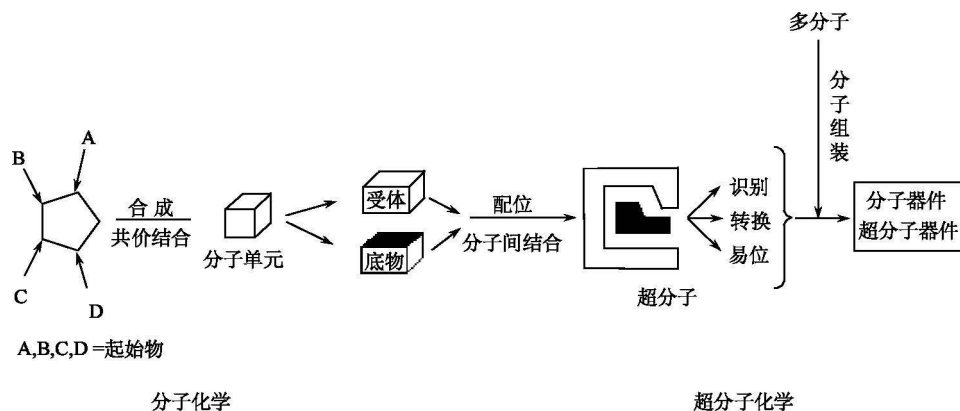 多分子
分子组装
A
B
C
D
合成
共价结合
分子单元
受体
底物
配位
分子间结合
超分子
识别
转换
易位
分子器件
超分子器件
A,B,C,D =起始物
分子化学
超分子化学